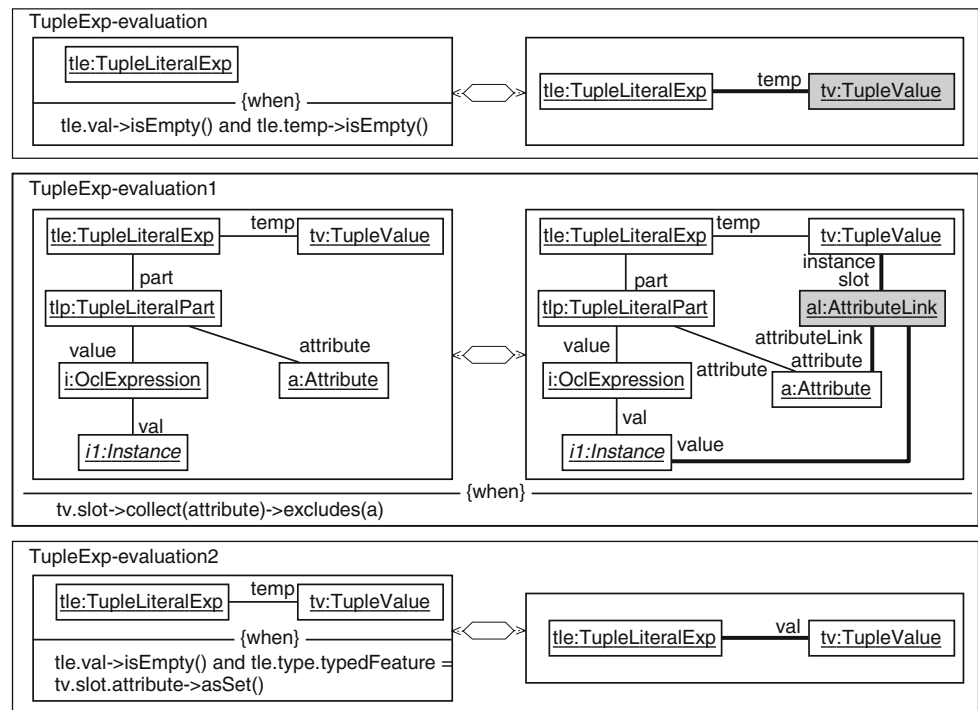 TupleExp-evaluation
tle:TupleLiteralExp
{when}
tle.val->isEmpty() and tle.temp->isEmpty()
tle:TupleLiteralExp
temp
tv:TupleValue
TupleExp-evaluation1
tle:TupleLiteralExp
temp
tv:TupleValue
part
tlp:TupleLiteralPart
value
attribute
i:OclExpression
a:Attribute
val
i1:Instance
tle:TupleLiteralExp
temp
tv:TupleValue
instance
part
slot
tlp:TupleLiteralPart
al:AttributeLink
value
attributeLink
attribute
attribute
i:OclExpression
a:Attribute
val
value
i1:Instance
{when}
tv.slot->collect(attribute)->excludes(a)
TupleExp-evaluation2
tle:TupleLiteralExp
temp
tv:TupleValue
{when}
tle.val->isEmpty() and tle.type.typedFeature =
tv.slot.attribute->asSet()
tle:TupleLiteralExp
val
tv:TupleValue